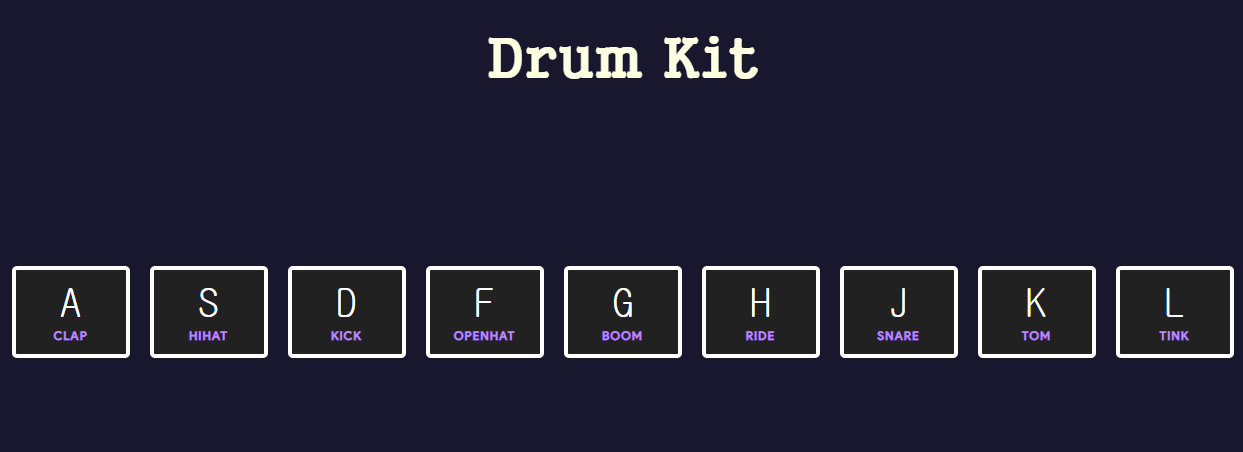 Drum Kit
A S D F G H J K L
CLAP HIHAT KICK OPENHAT BOOM RIDE SNARE TOM TINK